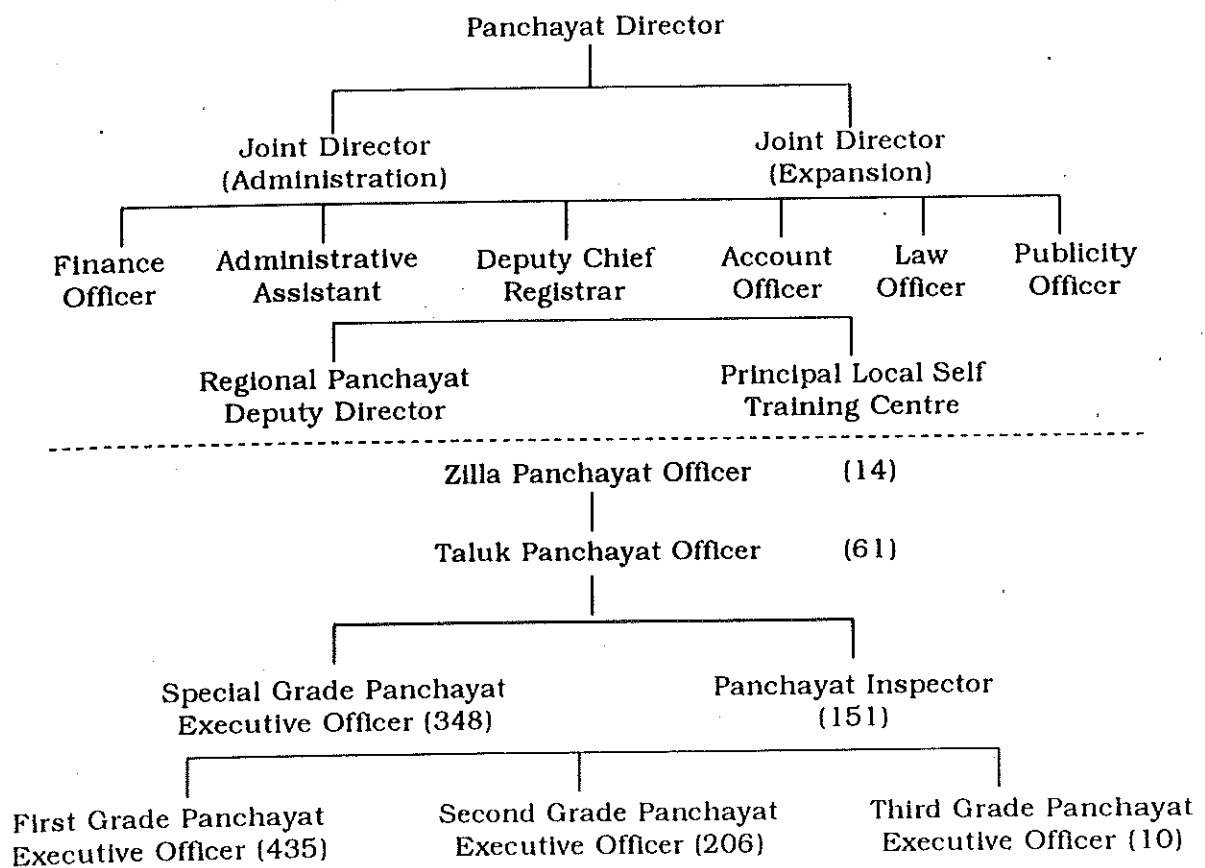 Panchayat Director
Joint Director
(Administration)
Joint Director
(Expansion)
Finance
Officer
Administrative
Assistant
Deputy Chief
Registrar
Account
Officer
Law
Officer
Publicity
Officer
Regional Panchayat
Deputy Director
Principal Local Self
Training Centre
Zilla Panchayat Officer (14)
Taluk Panchayat Officer (61)
Special Grade Panchayat
Executive Officer (348)
Panchayat Inspector
(151)
First Grade Panchayat
Executive Officer (435)
Second Grade Panchayat
Executive Officer (206)
Third Grade Panchayat
Executive Officer (10)